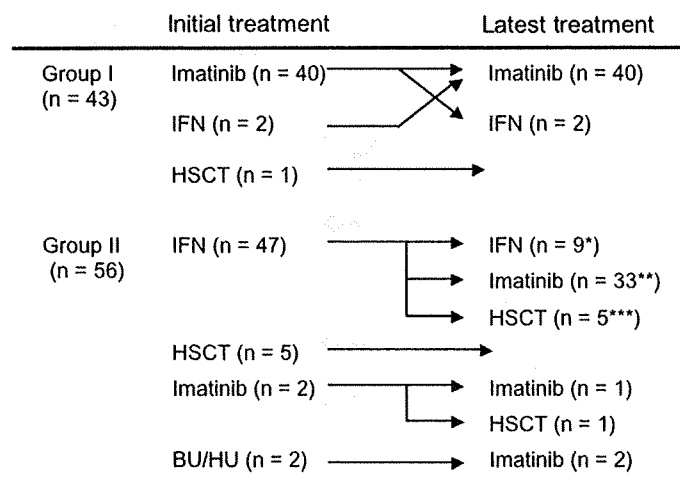 Initial treatment Latest treatment
Group I Imatinib (n = 40) Imatinib (n = 40)
(n = 43)
IFN (n = 2) IFN (n = 2)
HSCT (n = 1)
Group II IFN (n = 47) IFN (n = 9*)
(n = 56)
Imatinib (n = 33**)
HSCT (n = 5***)
HSCT (n = 5)
Imatinib (n = 2) Imatinib (n = 1)
HSCT (n = 1)
BU/HU (n = 2) Imatinib (n = 2)